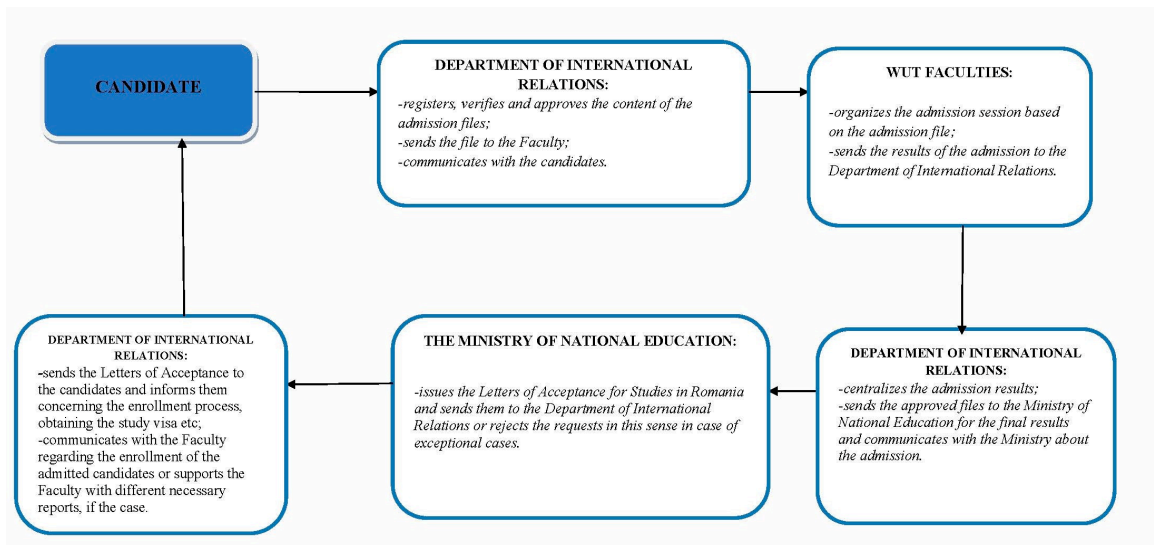 CANDIDATE
DEPARTMENT OF INTERNATIONAL
RELATIONS:
-registers, verifies and approves the content of the
admission files;
-sends the file to the Faculty;
-communicates with the candidates.
WUT FACULTIES:
-organizes the admission session based
on the admission file;
-sends the results of the admission to the
Department of International Relations.
DEPARTMENT OF INTERNATIONAL
RELATIONS:
-centralizes the admission results;
-sends the approved files to the Ministry of
National Education for the final results
and communicates with the Ministry about
the admission.
THE MINISTRY OF NATIONAL EDUCATION:
-issues the Letters of Acceptance for Studies in Romania
and sends them to the Department of International
Relations or rejects the requests in this sense in case of
exceptional cases.
DEPARTMENT OF INTERNATIONAL
RELATIONS:
-sends the Letters of Acceptance to
the candidates and informs them
concerning the enrollment process,
obtaining the study visa etc;
-communicates with the Faculty
regarding the enrollment of the
admitted candidates or supports the
Faculty with different necessary
reports, if the case.